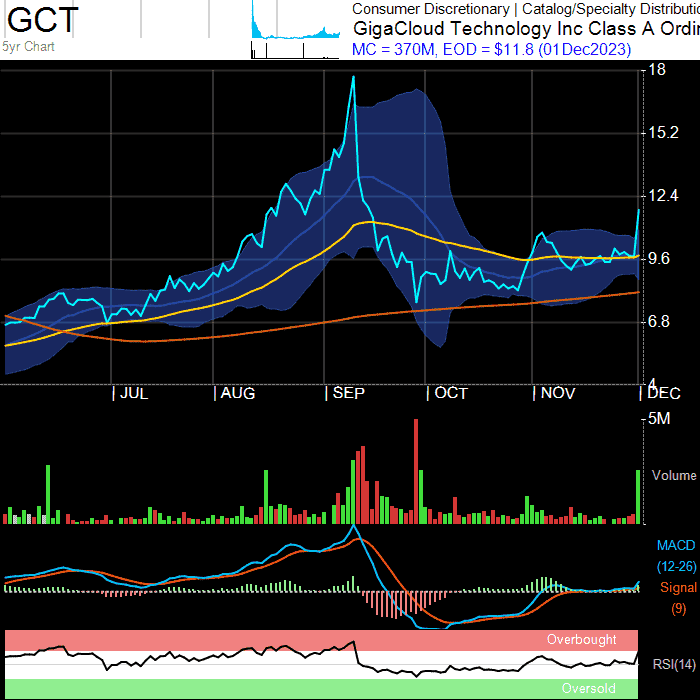 GCT
5yr Chart
Consumer Discretionary | Catalog/Specialty Distributio
GigaCloud Technology Inc Class A Ordin
MC = 370M, EOD = $11.8 (01Dec2023)
18
15.2
12.4
9.6
6.8
4
JUL AUG SEP OCT NOV DEC
5M
Volume
MACD
(12-26)
Signal
(9)
Overbought
RSI(14)
Oversold